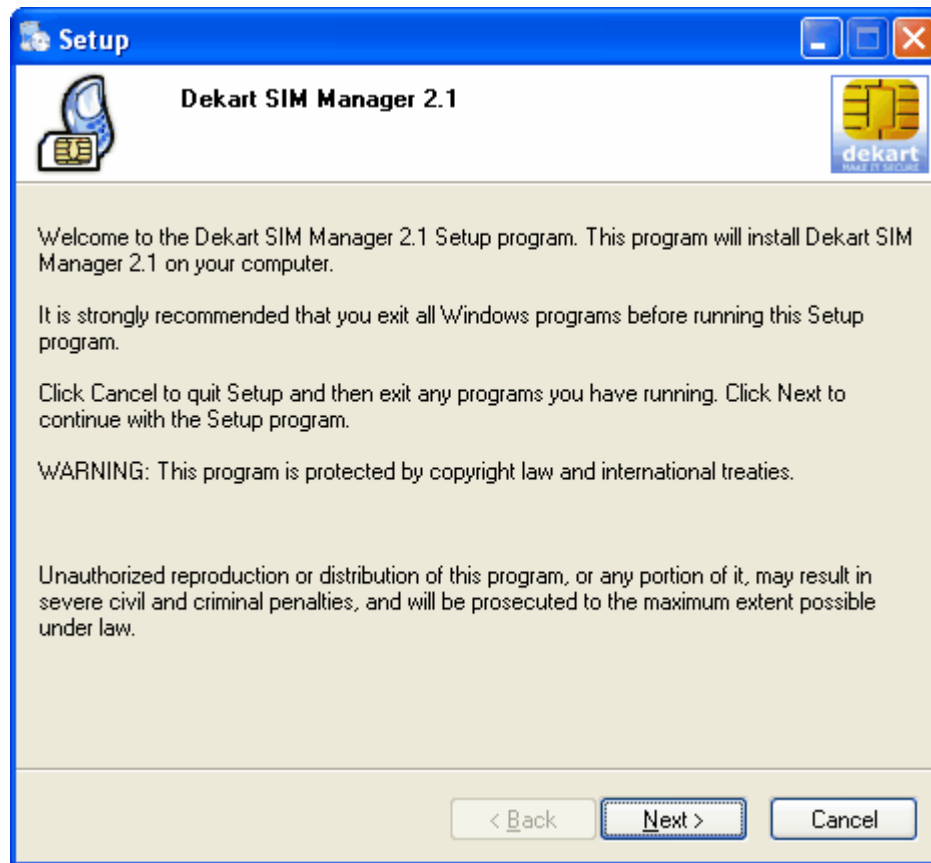 Setup
Dekart SIM Manager 2.1
dekart
MAKE IT SECURE
Welcome to the Dekart SIM Manager 2.1 Setup program. This program will install Dekart SIM
Manager 2.1 on your computer.
It is strongly recommended that you exit all Windows programs before running this Setup
program.
Click Cancel to quit Setup and then exit any programs you have running. Click Next to
continue with the Setup program.
WARNING: This program is protected by copyright law and international treaties.
Unauthorized reproduction or distribution of this program, or any portion of it, may result in
severe civil and criminal penalties, and will be prosecuted to the maximum extent possible
under law.
< Back Next > Cancel